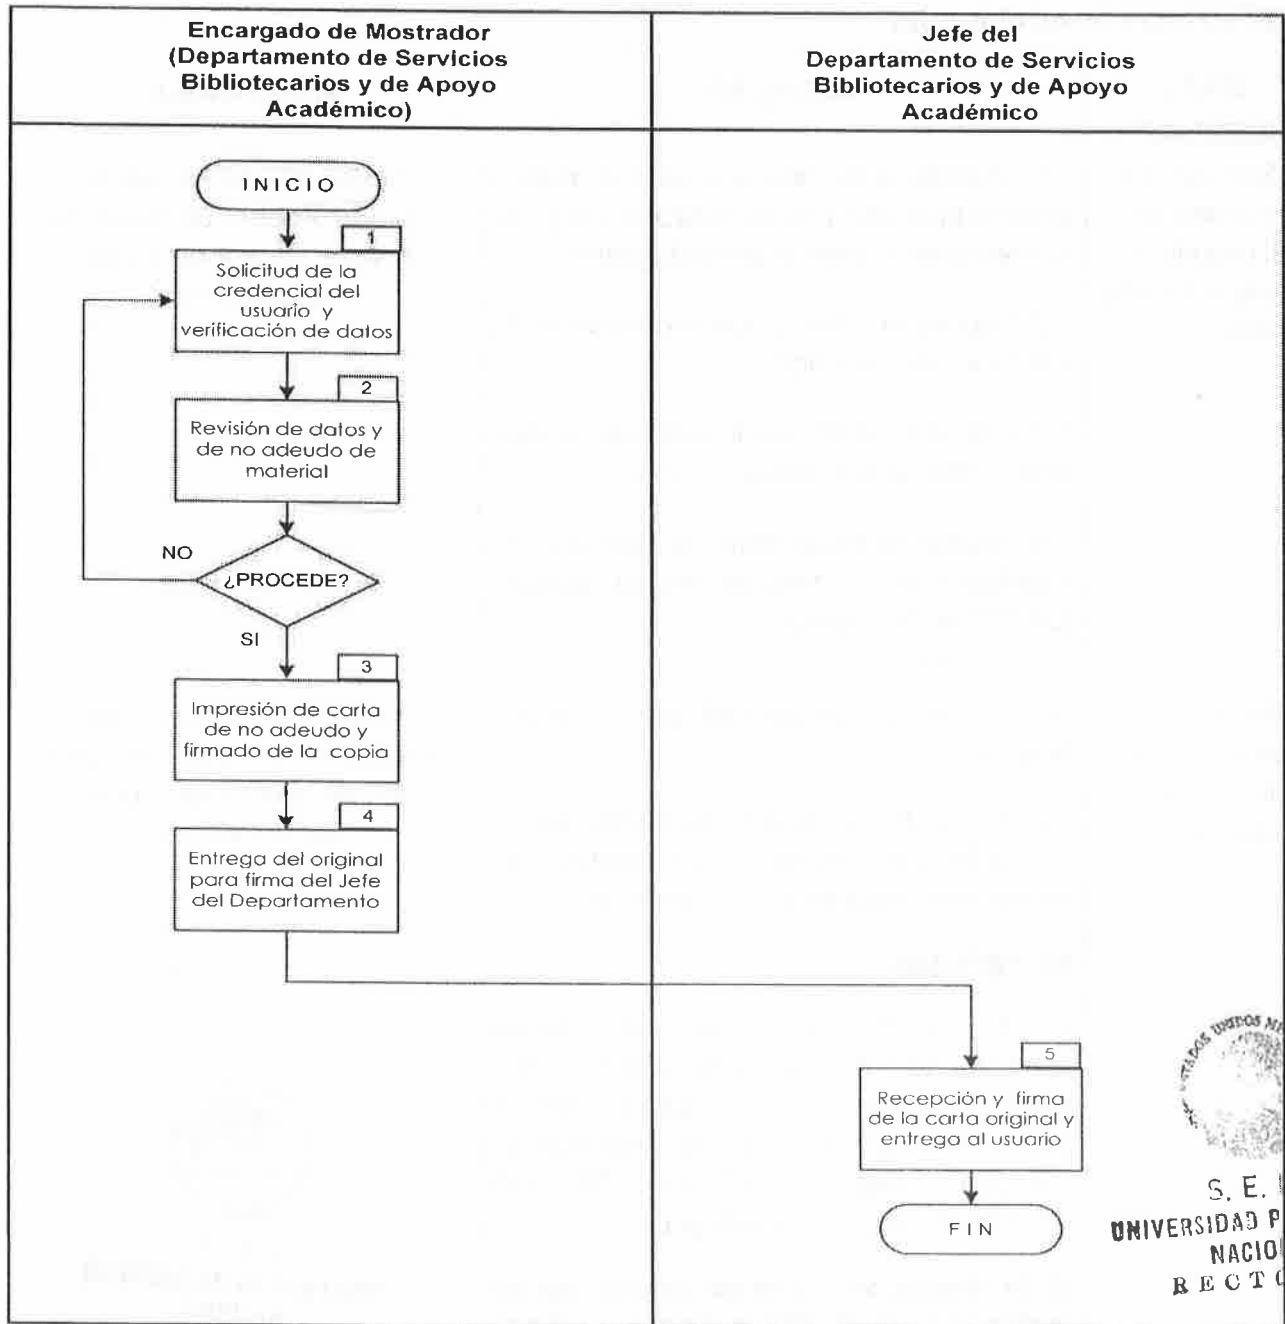 Encargado de Mostrador
(Departamento de Servicios
Bibliotecarios y de Apoyo
Académico)
Jefe del
Departamento de Servicios
Bibliotecarios y de Apoyo
Académico
INICIO
1
Solicitud de la
credencial del
usuario y
verificación de datos
2
Revisión de datos y
de no adeudo de
material
NO
¿PROCEDE?
SI
3
Impresión de carta
de no adeudo y
firmado de la copia
4
Entrega del original
para firma del Jefe
del Departamento
5
Recepción y firma
de la carta original y
entrega al usuario
FIN
UNIDOS
S. E.
UNIVERSIDAD P
NACIO
RECTO